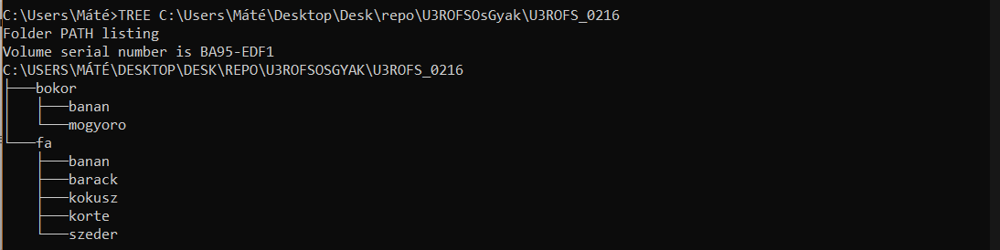 C:\Users\Máté>TREE C:\Users\Máté\Desktop\Desk\repo\U3ROFSOsGyak\U3ROFS_0216
Folder PATH listing
Volume serial number is BA95-EDF1
C:\USERS\MÁTÉ\DESKTOP\DESK\REPO\U3ROFSOSGYAK\U3ROFS_0216
├───bokor
│   ├───banan
│   └───mogyoro
└───fa
    ├───banan
    ├───barack
    ├───kokusz
    ├───korte
    └───szeder